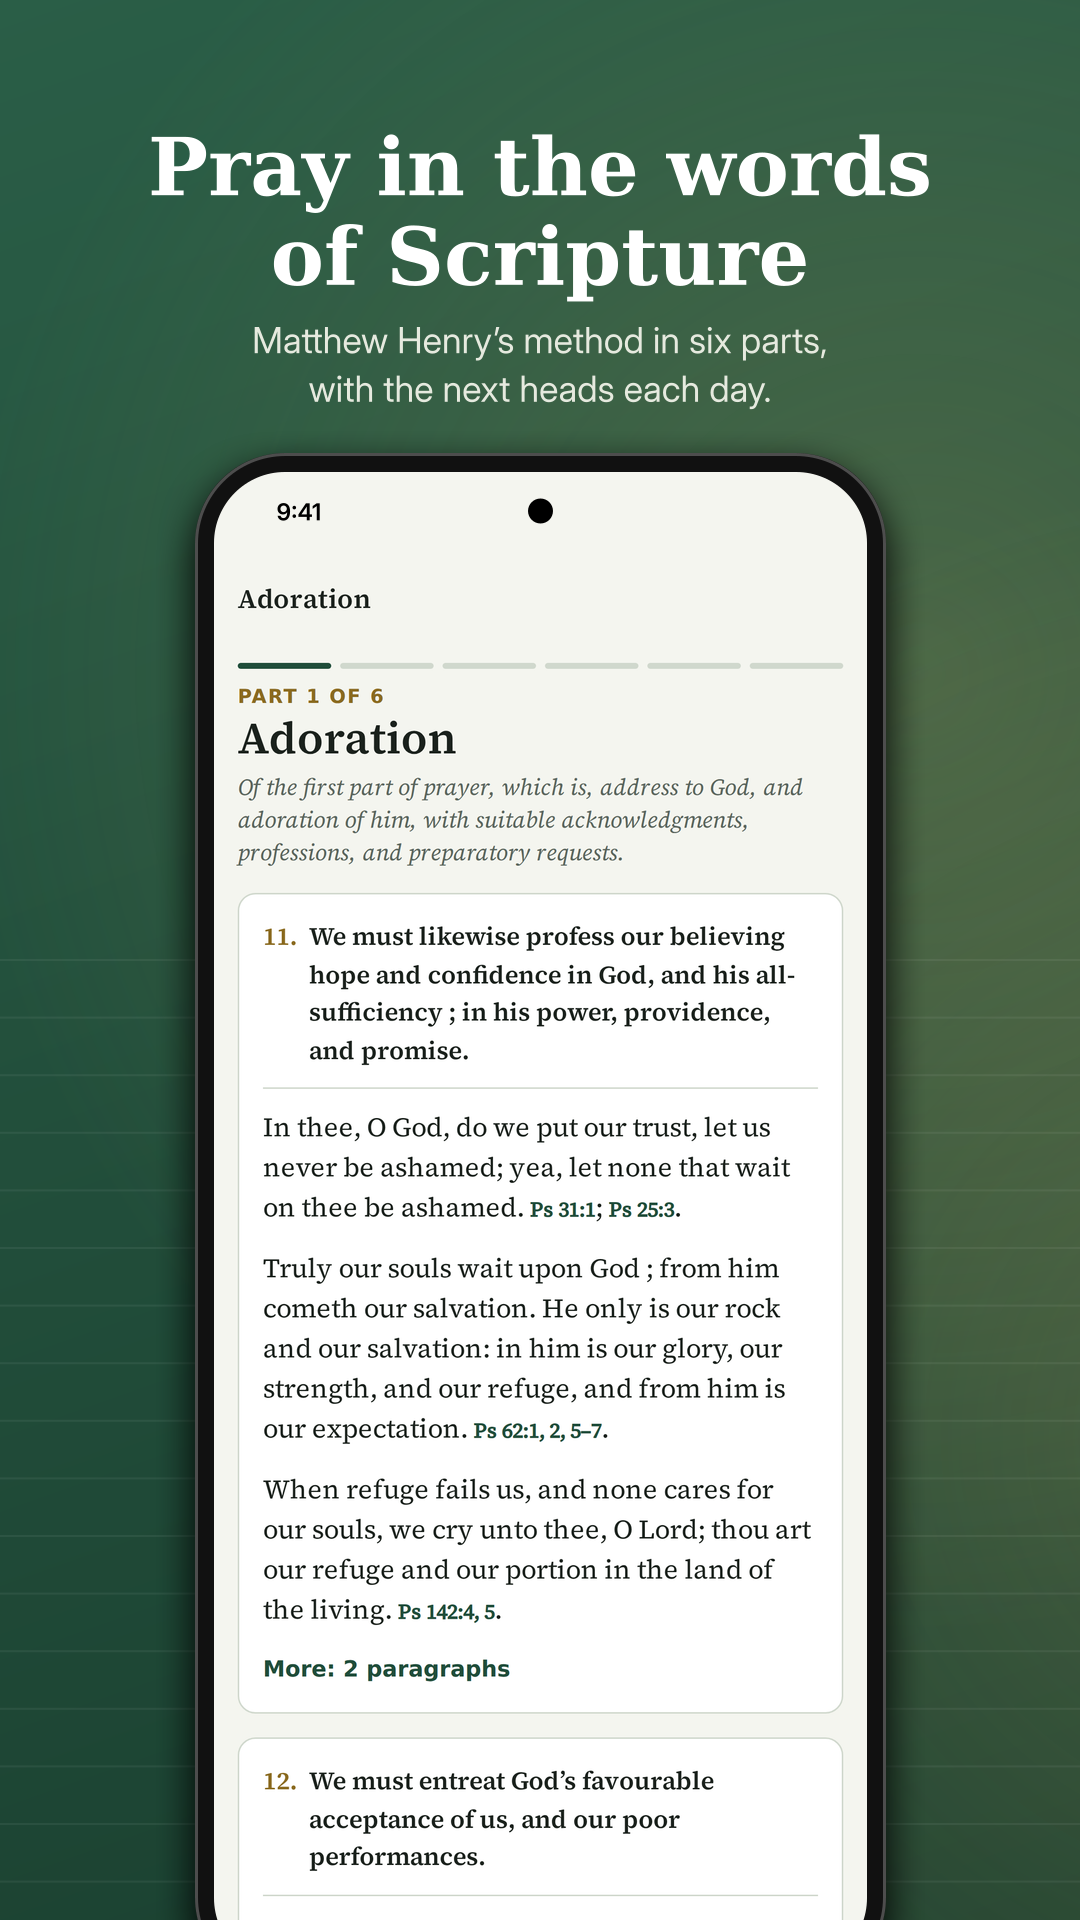 Pray in the words
of Scripture
Matthew Henry’s method in six parts,
with the next heads each day.
9:41
Adoration
PART 1 OF 6
Adoration
Of the first part of prayer, which is, address to God, and
adoration of him, with suitable acknowledgments,
professions, and preparatory requests.
11. We must likewise profess our believing
hope and confidence in God, and his all-
sufficiency ; in his power, providence,
and promise.
In thee, O God, do we put our trust, let us
never be ashamed; yea, let none that wait
on thee be ashamed. Ps 31:1; Ps 25:3.
Truly our souls wait upon God ; from him
cometh our salvation. He only is our rock
and our salvation: in him is our glory, our
strength, and our refuge, and from him is
our expectation. Ps 62:1, 2, 5–7.
When refuge fails us, and none cares for
our souls, we cry unto thee, O Lord; thou art
our refuge and our portion in the land of
the living. Ps 142:4, 5.
More: 2 paragraphs
12. We must entreat God’s favourable
acceptance of us, and our poor
performances.